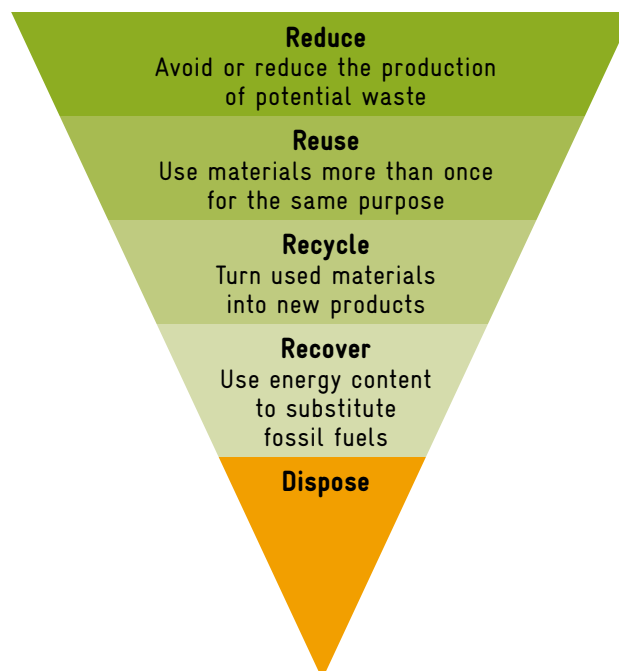 Reduce
Avoid or reduce the production
of potential waste
Reuse
Use materials more than once
for the same purpose
Recycle
Turn used materials
into new products
Recover
Use energy content
to substitute
fossil fuels
Dispose